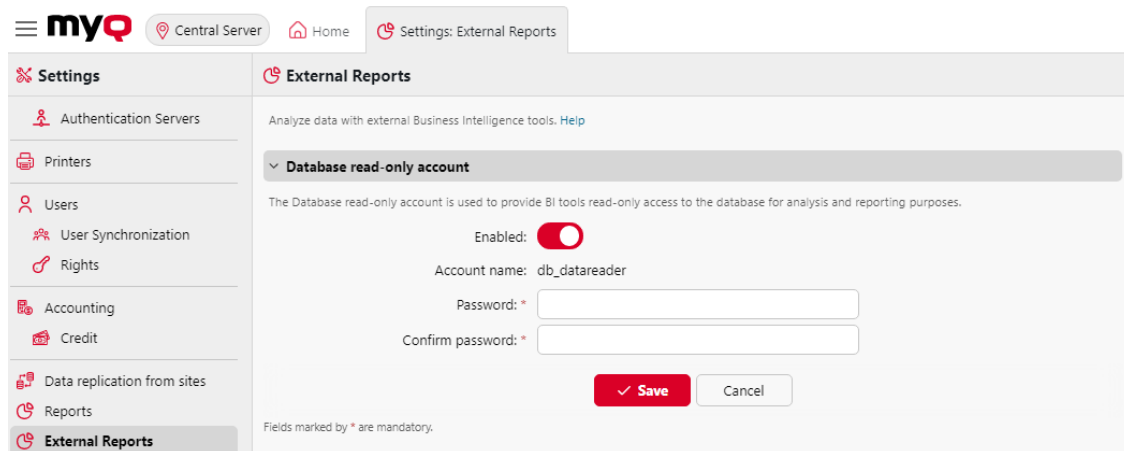 myQ Central Server Home Settings: External Reports
Settings
Authentication Servers
Printers
Users
User Synchronization
Rights
Accounting
Credit
Data replication from sites
Reports
External Reports
External Reports
Analyze data with external Business Intelligence tools. Help
Database read-only account
The Database read-only account is used to provide BI tools read-only access to the database for analysis and reporting purposes.
Enabled:
Account name: db_datareader
Password: *
Confirm password: *
Save Cancel
Fields marked by * are mandatory.